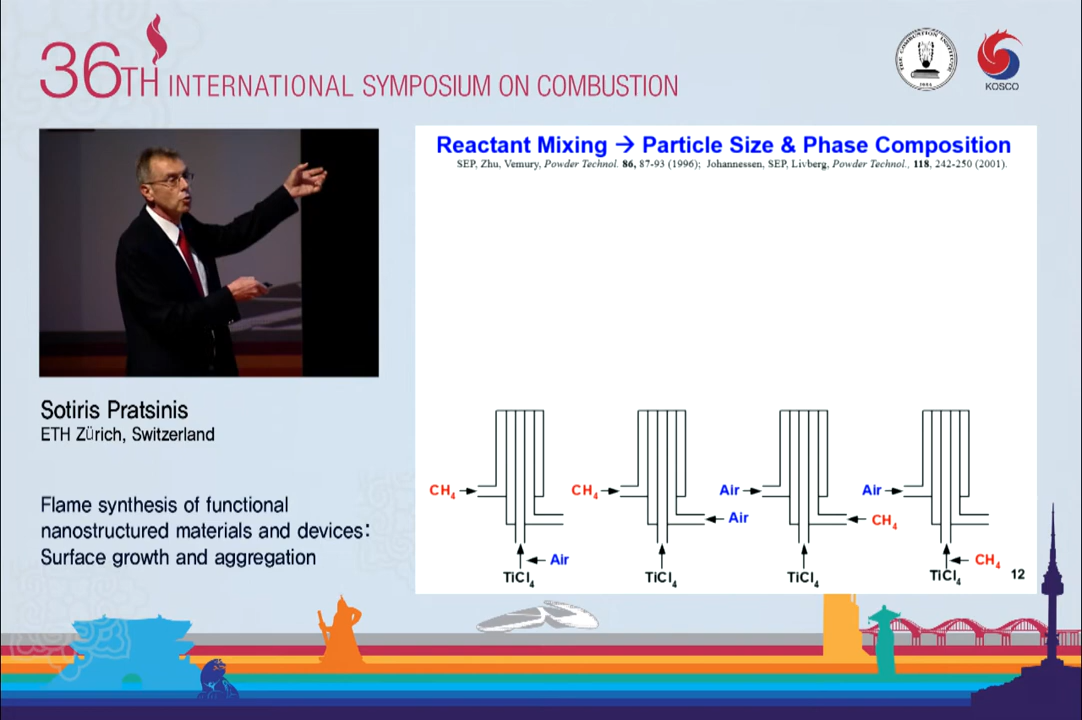 36TH INTERNATIONAL SYMPOSIUM ON COMBUSTION
THE COMBUSTION INSTITUTE
KOSCO
Reactant Mixing → Particle Size & Phase Composition
SEP, Zhu, Vemury, Powder Technol. 86, 87-93 (1996); Johannessen, SEP, Livberg, Powder Technol., 118, 242-250 (2001).
Sotiris Pratsinis
ETH Zürich, Switzerland
Flame synthesis of functional
nanostructured materials and devices:
Surface growth and aggregation
CH4
Air
TiCl4
CH4
Air
TiCl4
Air
CH4
TiCl4
Air
CH4
TiCl4
12